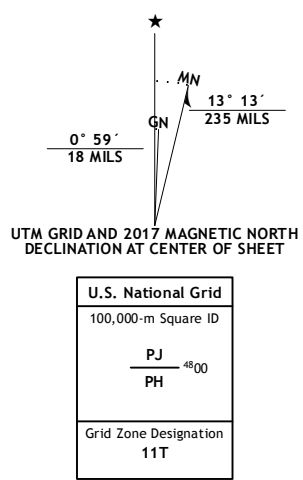 ★
MN
GN
13° 13´
235 MILS
0° 59´
18 MILS
UTM GRID AND 2017 MAGNETIC NORTH
DECLINATION AT CENTER OF SHEET
U.S. National Grid
100,000-m Square ID
PJ
4800
PH
Grid Zone Designation
11T